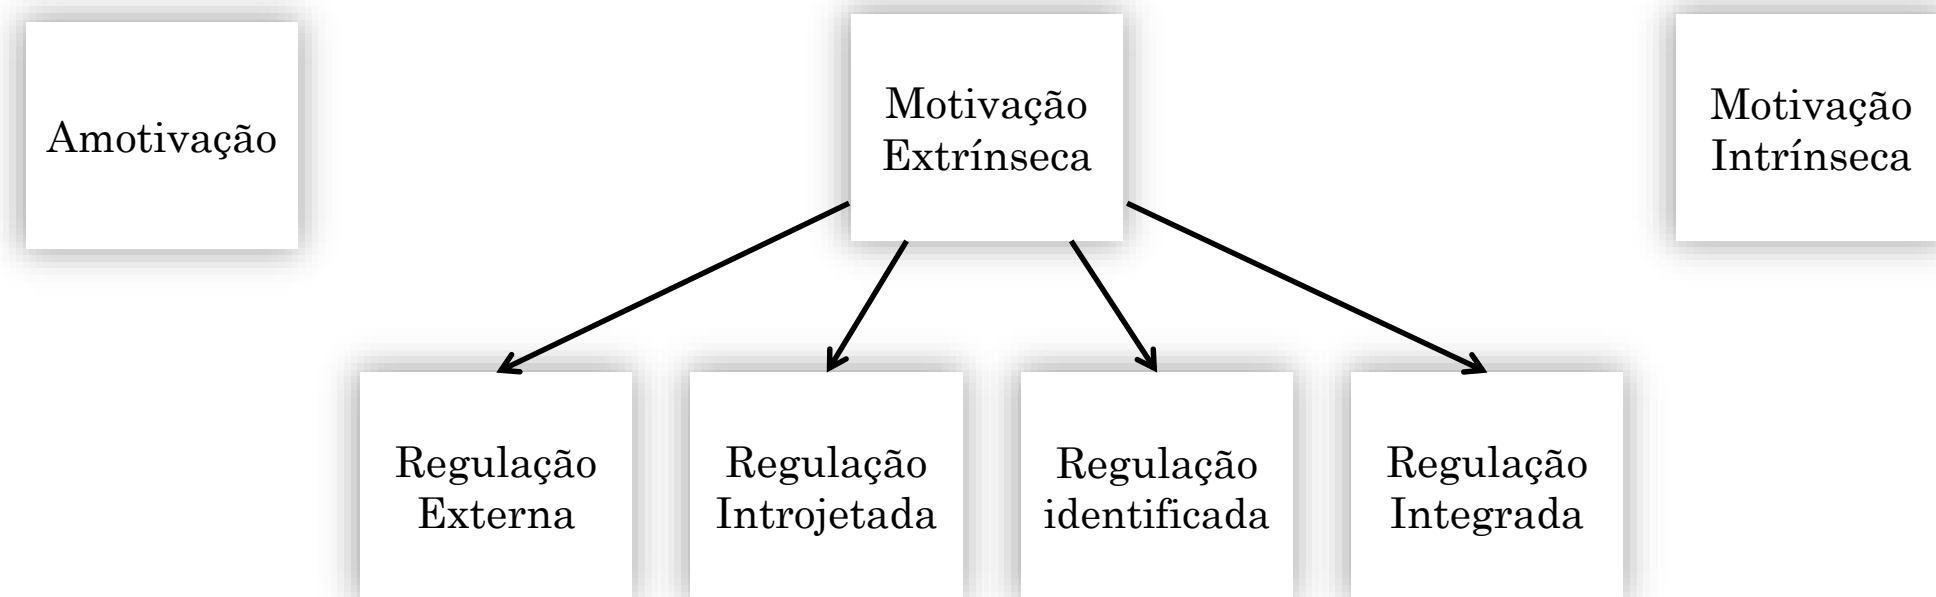 Amotivação
Motivação
Extrínseca
Motivação
Intrínseca
Regulação
Externa
Regulação
Introjetada
Regulação
identificada
Regulação
Integrada